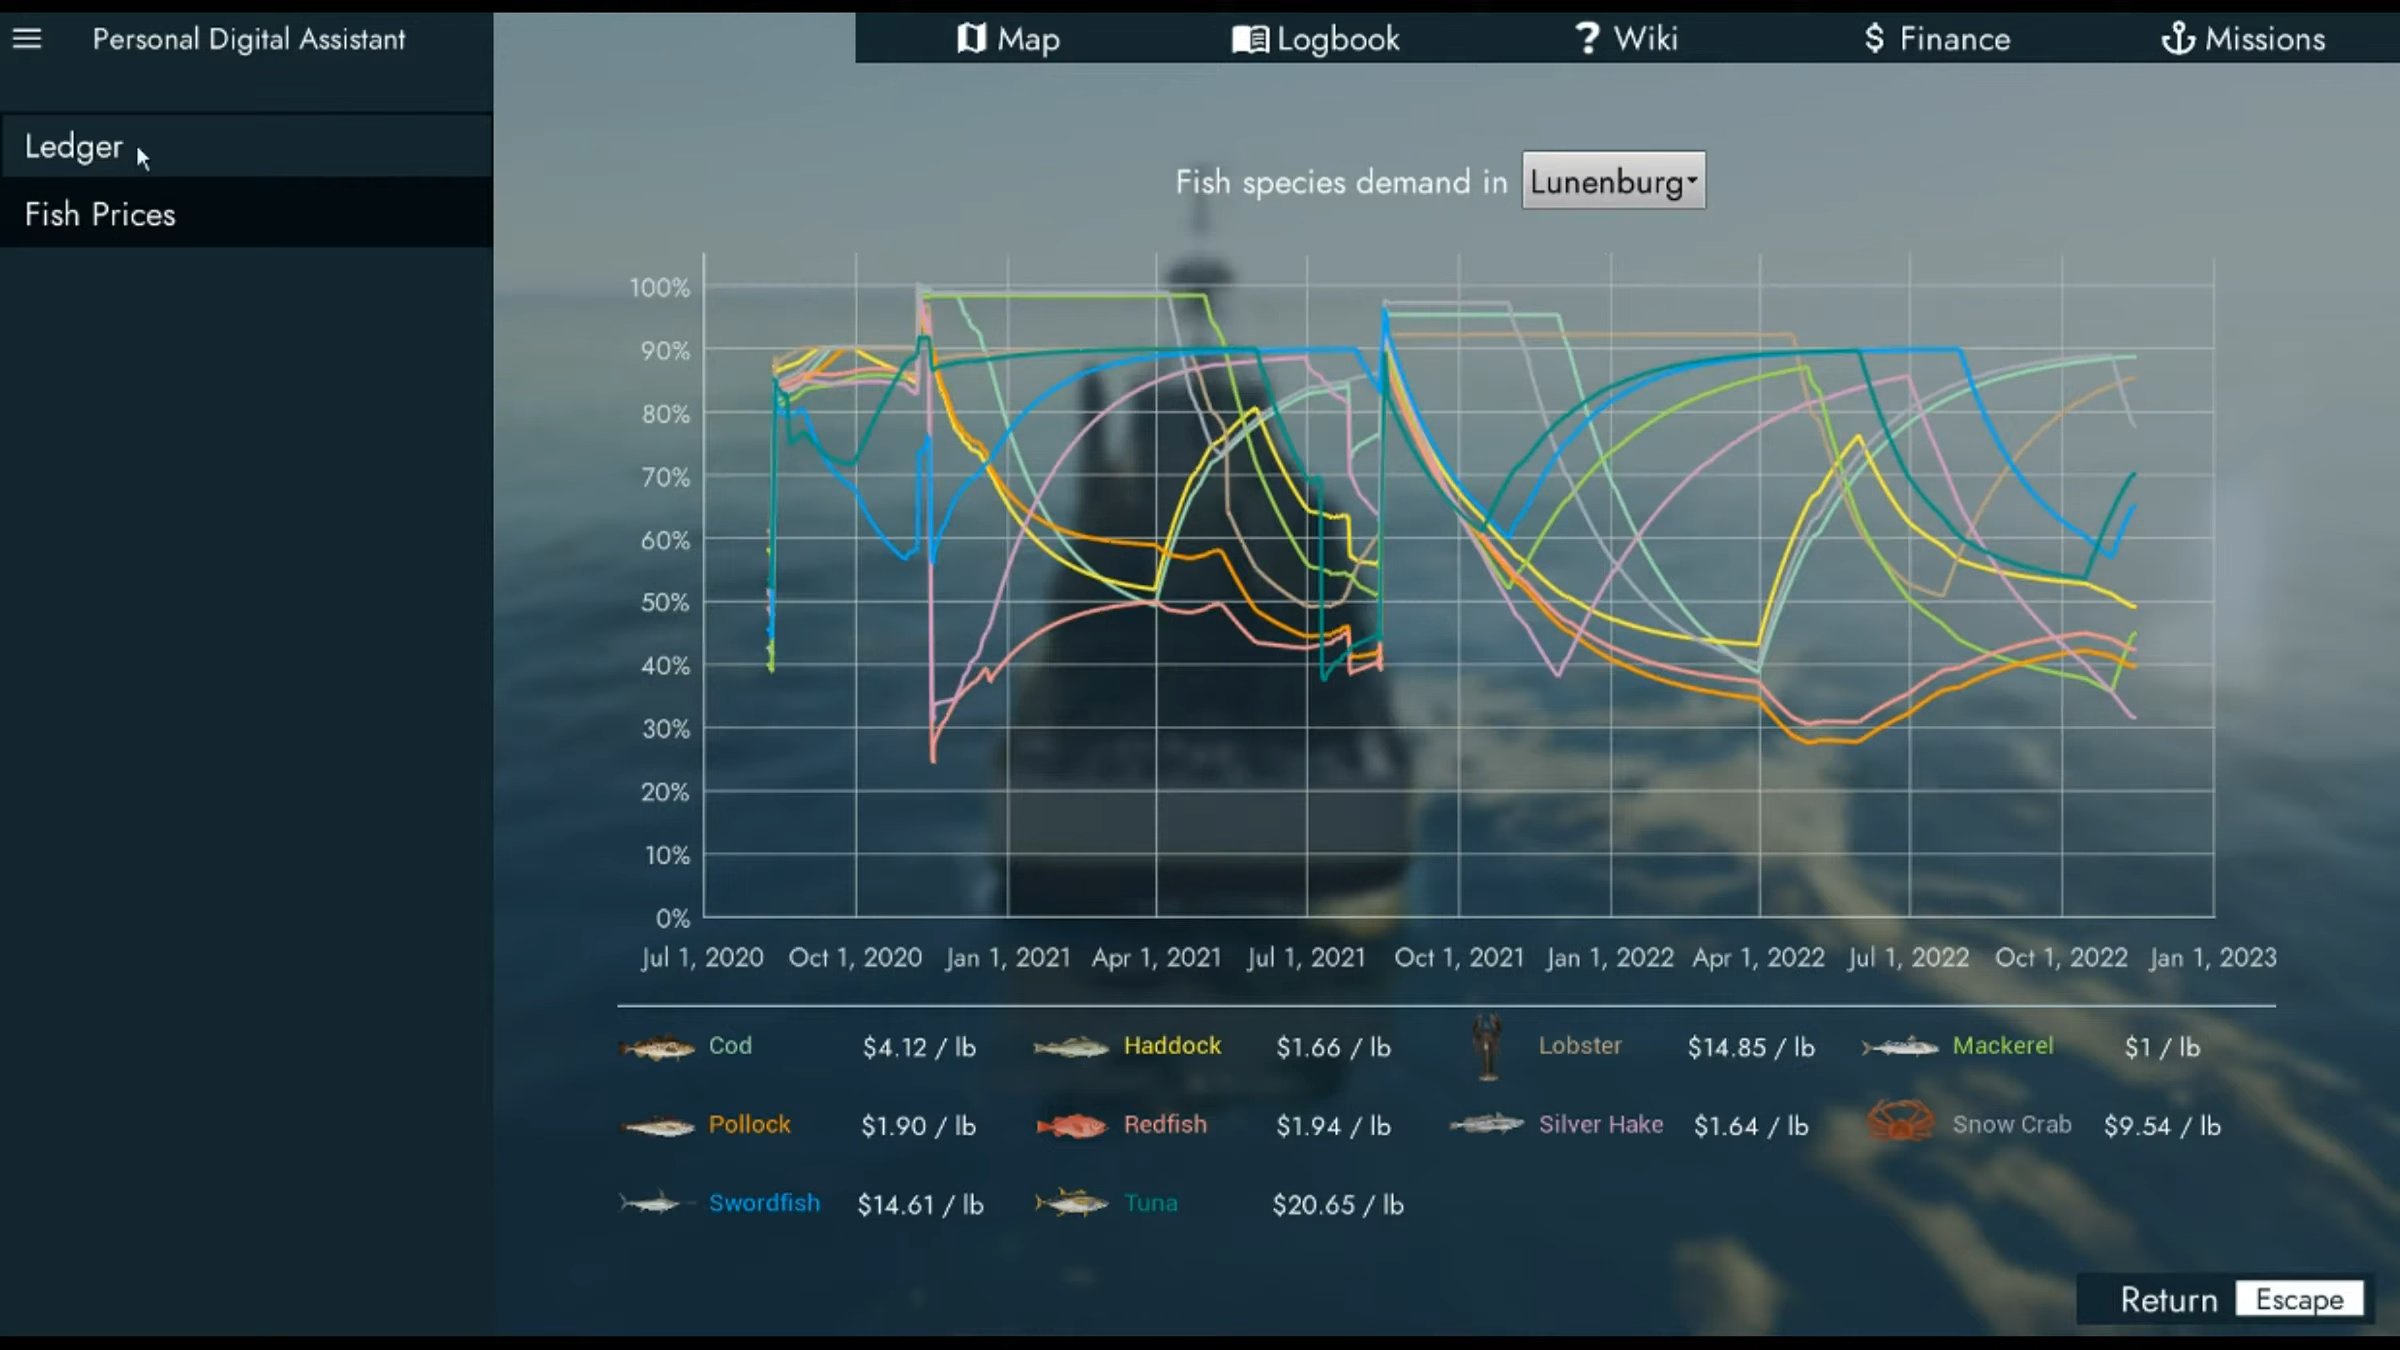 Personal Digital Assistant
Map
Logbook
? Wiki
$ Finance
Missions
Ledger
Fish Prices
Fish species demand in Lunenburg
100%
90%
80%
70%
60%
50%
40%
30%
20%
10%
0%
Jul 1, 2020 Oct 1, 2020 Jan 1, 2021 Apr 1, 2021 Jul 1, 2021 Oct 1, 2021 Jan 1, 2022 Apr 1, 2022 Jul 1, 2022 Oct 1, 2022 Jan 1, 2023
Cod $4.12 / lb Haddock $1.66 / lb Lobster $14.85 / lb Mackerel $1 / lb
Pollock $1.90 / lb Redfish $1.94 / lb Silver Hake $1.64 / lb Snow Crab $9.54 / lb
Swordfish $14.61 / lb Tuna $20.65 / lb
Return Escape